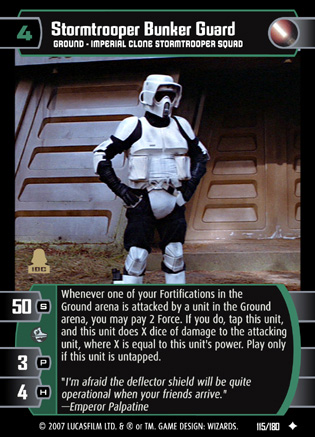 4
Stormtrooper Bunker Guard
GROUND - IMPERIAL CLONE STORMTROOPER SQUAD
IDC
50 S
3 P
4 H
Whenever one of your Fortifications in the
Ground arena is attacked by a unit in the Ground
arena, you may pay 2 Force. If you do, tap this unit,
and this unit does X dice of damage to the attacking
unit, where X is equal to this unit's power. Play only
if this unit is untapped.
"I'm afraid the deflector shield will be quite
operational when your friends arrive."
—Emperor Palpatine
© 2007 LUCASFILM LTD. & ® or TM. GAME DESIGN: WIZARDS.
115/180